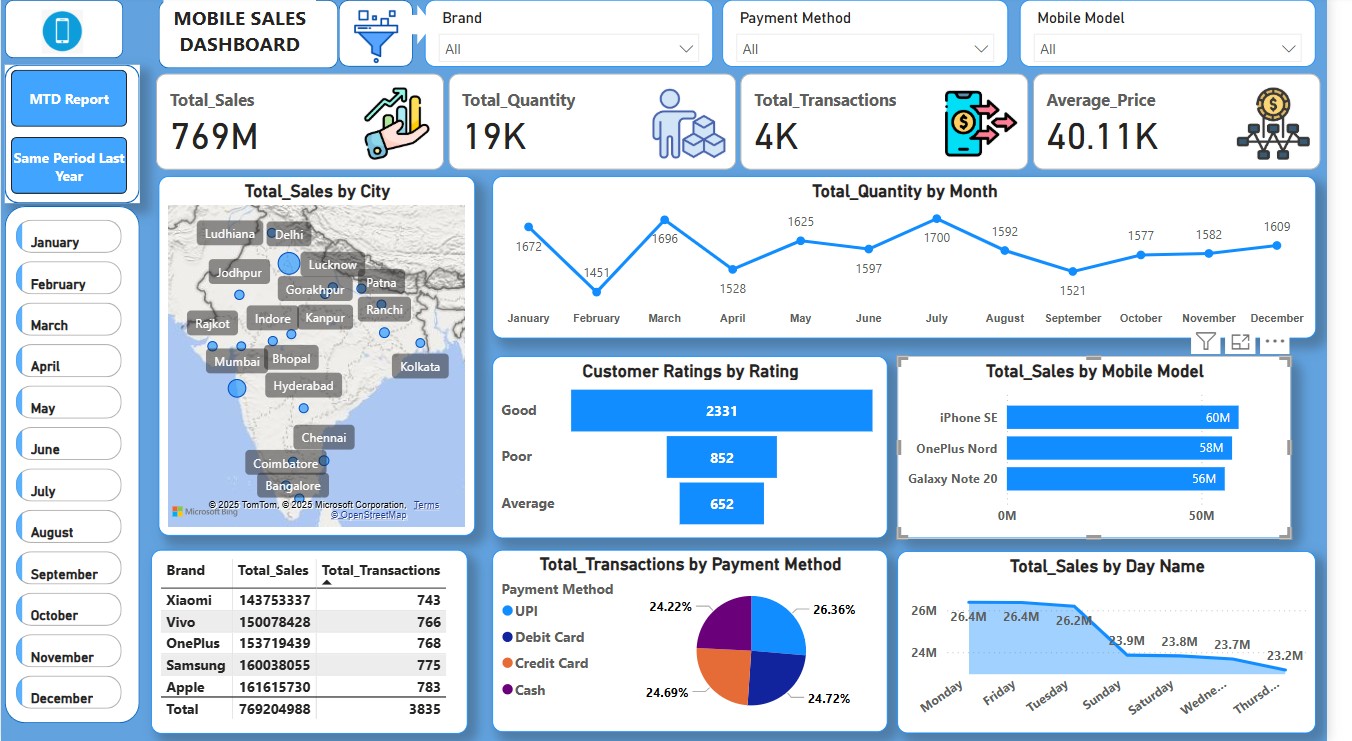 MOBILE SALES
DASHBOARD
Brand
All
Payment Method
All
Mobile Model
All
MTD Report
Same Period Last
Year
Total_Sales
769M
Total_Quantity
19K
Total_Transactions
4K
Average_Price
40.11K
January
February
March
April
May
June
July
August
September
October
November
December
Total_Sales by City
Ludhiana
Delhi
Jodhpur
Lucknow
Gorakhpur
Patna
Rajkot
Indore
Kanpur
Ranchi
Mumbai
Bhopal
Kolkata
Hyderabad
Chennai
Coimbatore
Bangalore
© 2025 TomTom, © 2025 Microsoft Corporation, Terms
© OpenStreetMap
Microsoft Bing
Total_Quantity by Month
1672
1451
1696
1528
1625
1597
1700
1592
1521
1577
1582
1609
January February March April May June July August September October November December
Customer Ratings by Rating
Good 2331
Poor 852
Average 652
Total_Sales by Mobile Model
iPhone SE 60M
OnePlus Nord 58M
Galaxy Note 20 56M
0M 50M
Brand Total_Sales Total_Transactions
Xiaomi 143753337 743
Vivo 150078428 766
OnePlus 153719439 768
Samsung 160038055 775
Apple 161615730 783
Total 769204988 3835
Total_Transactions by Payment Method
Payment Method
UPI
Debit Card
Credit Card
Cash
24.22%
26.36%
24.69%
24.72%
Total_Sales by Day Name
26M
24M
26.4M
26.4M
26.2M
23.9M
23.8M
23.7M
23.2M
Monday Friday Tuesday Sunday Saturday Wedne... Thursd...